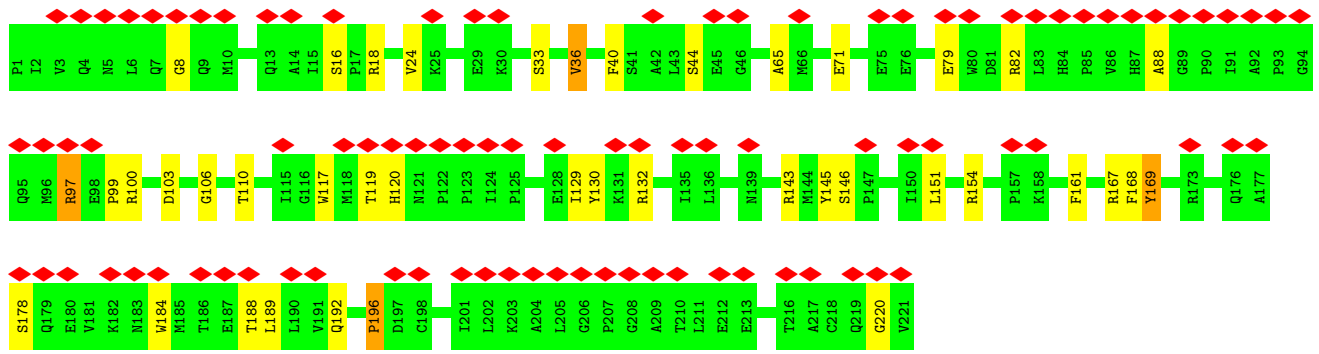 P1 I2 V3 Q4 N5 L6 Q7 G8 Q9 M10 Q13 A14 I15 S16 P17 R18 V24 K25 E29 K30 S33 V36 F40 S41 A42 L43 S44 E45 G46 A65 M66 E71 E75 E76 E79 W80 D81 R82 L83 H84 P85 V86 H87 A88 G89 P90 I91 A92 P93 G94
Q95 M96 R97 E98 P99 R100 D103 G106 T110 I115 G116 W117 M118 T119 H120 N121 P122 P123 I124 P125 E128 I129 Y130 K131 R132 I135 L136 N139 R143 M144 Y145 S146 P147 I150 L151 R154 P157 K158 F161 R167 F168 Y169 R173 Q176 A177
S178 Q179 E180 V181 K182 N183 W184 M185 T186 E187 T188 L189 L190 V191 Q192 P196 D197 C198 I201 L202 K203 A204 L205 G206 P207 G208 A209 T210 L211 E212 E213 T216 A217 C218 Q219 G220 V221